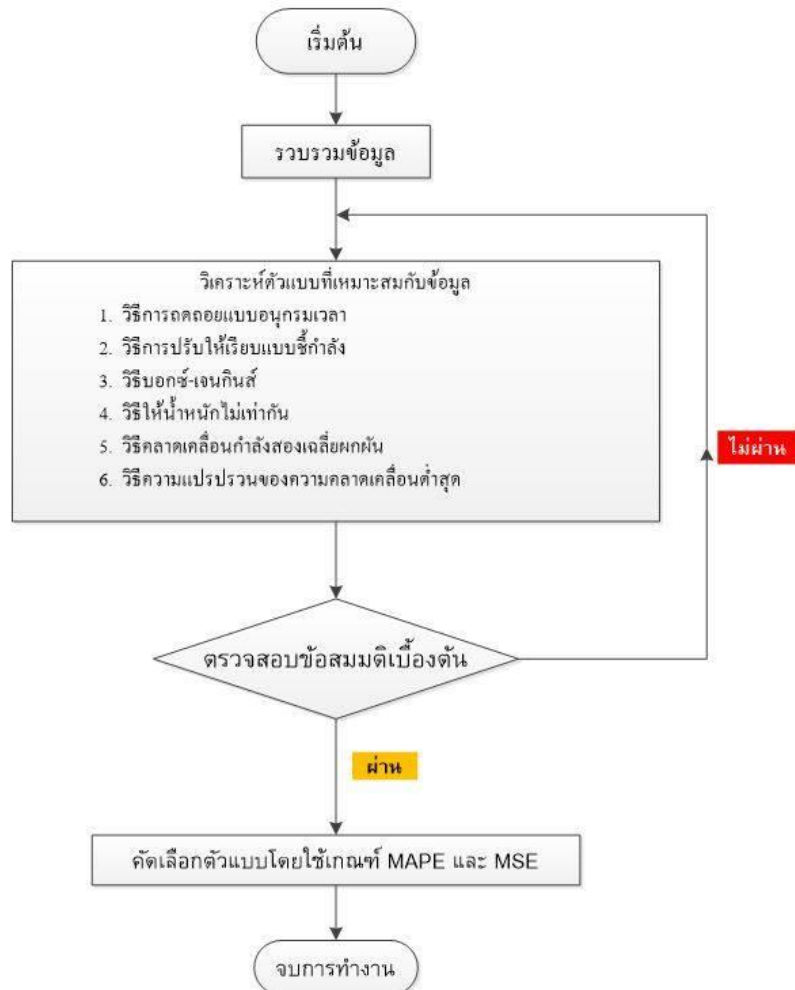 เริ่มต้น
รวบรวมข้อมูล
วิเคราะห์ตัวแบบที่เหมาะสมกับข้อมูล
1. วิธีการถดถอยแบบอนุกรมเวลา
2. วิธีการปรับให้เรียบแบบชี้กำลัง
3. วิธีบอกซ์-เจนกินส์
4. วิธีให้น้ำหนักไม่เท่ากัน
5. วิธีคลาดเคลื่อนกำลังสองเฉลี่ยผกผัน
6. วิธีความแปรปรวนของความคลาดเคลื่อนต่ำสุด
ไม่ผ่าน
ตรวจสอบข้อสมมติเบื้องต้น
ผ่าน
คัดเลือกตัวแบบโดยใช้เกณฑ์ MAPE และ MSE
จบการทำงาน